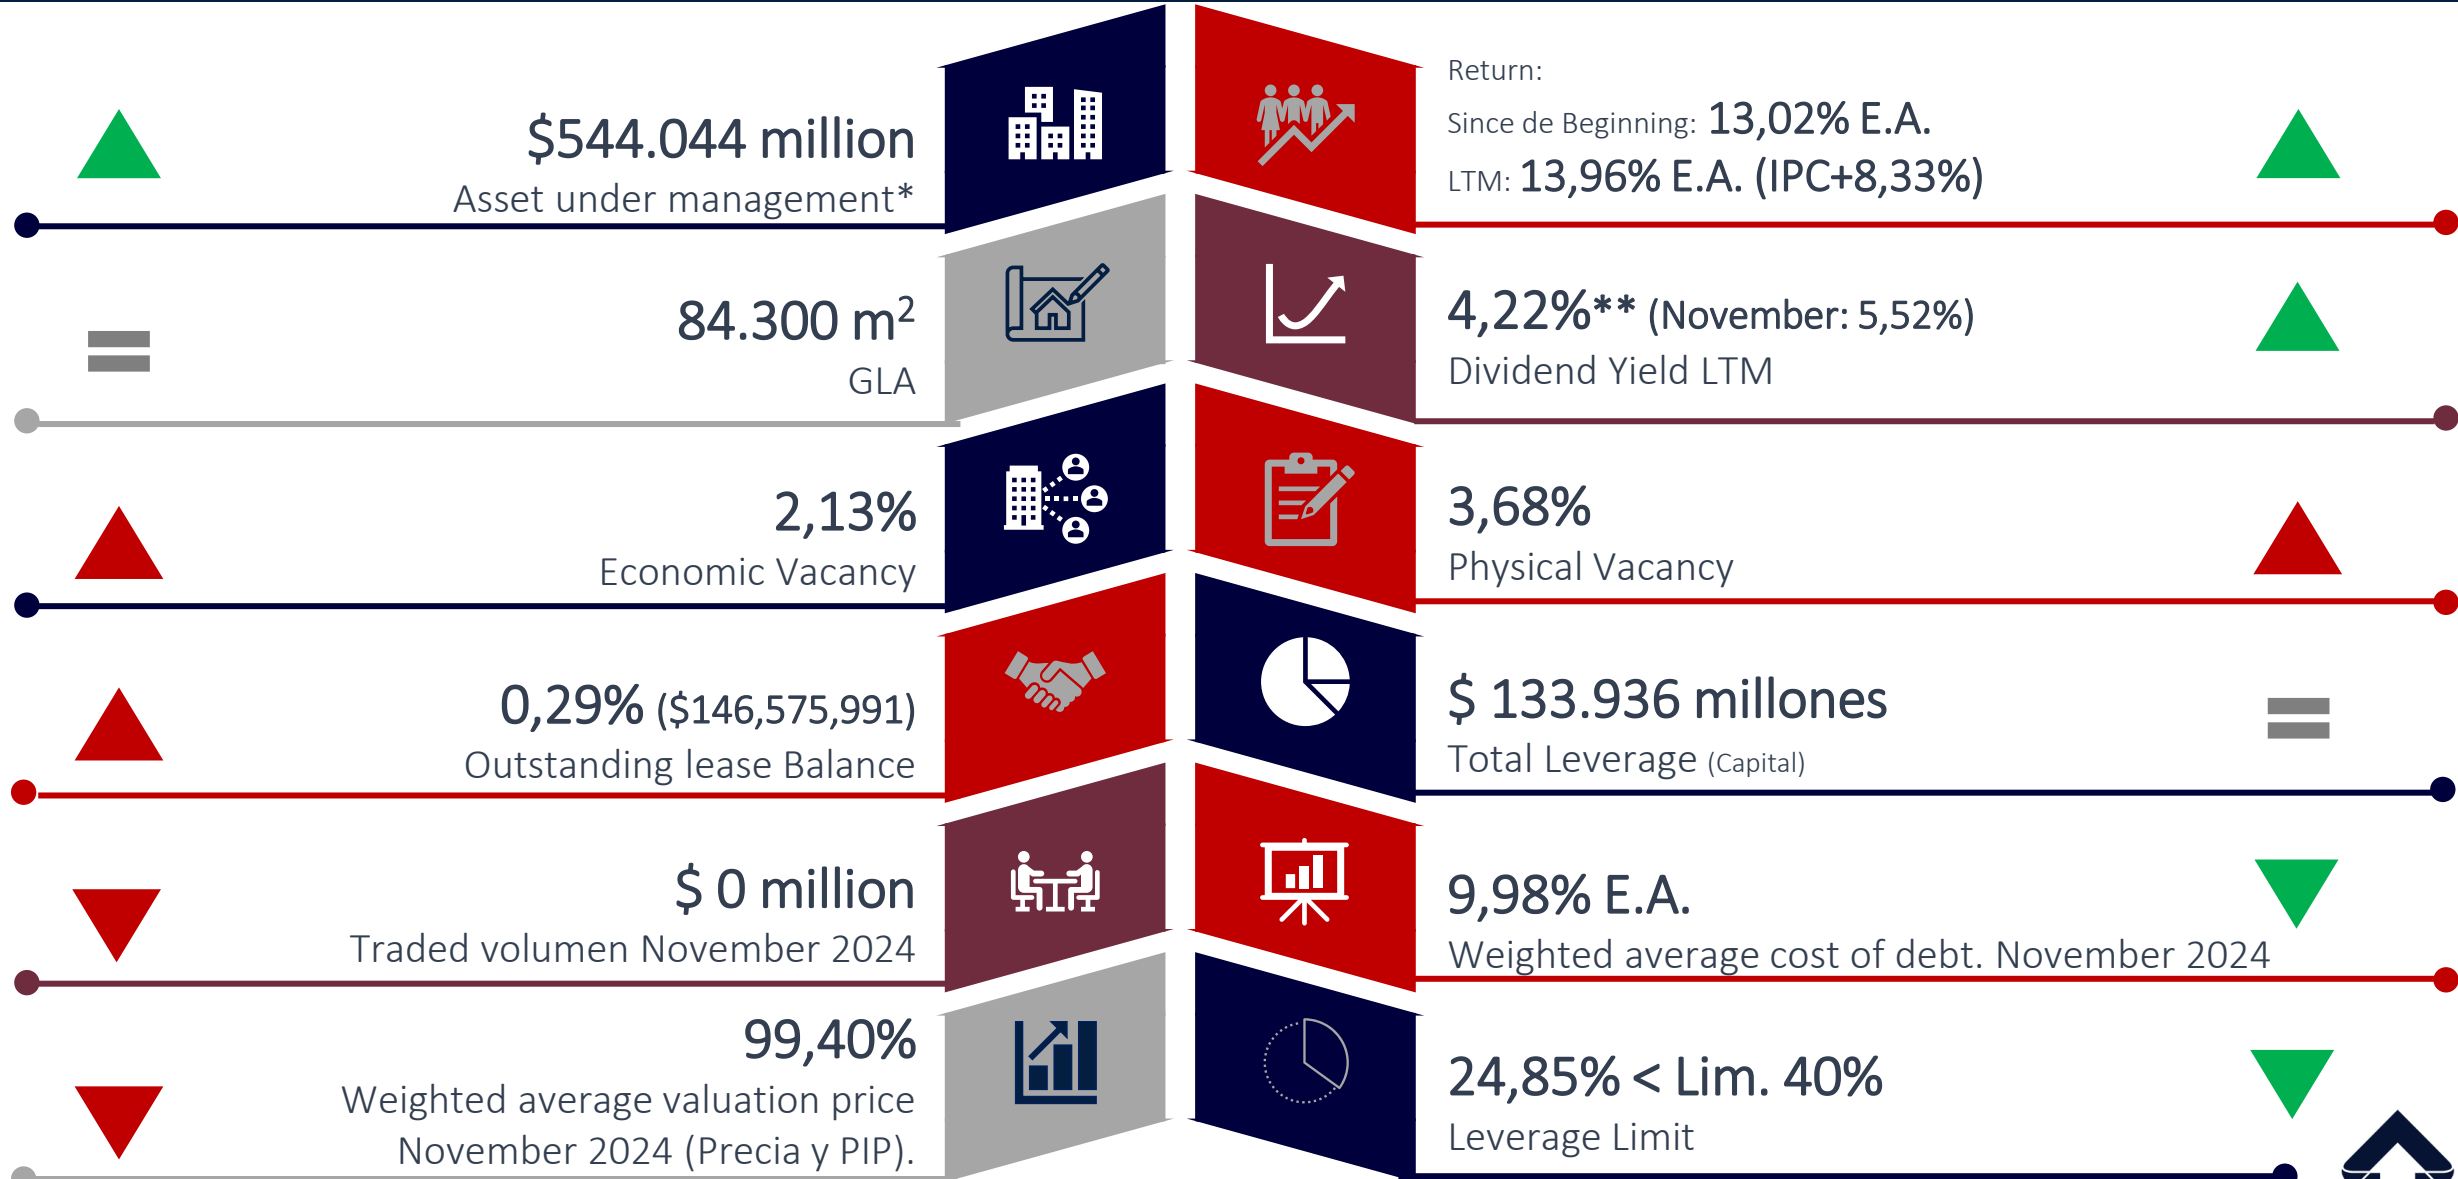 $544.044 million
Asset under management*
84.300 m²
GLA
2,13%
Economic Vacancy
0,29% ($146,575,991)
Outstanding lease Balance
$ 0 million
Traded volumen November 2024
99,40%
Weighted average valuation price
November 2024 (Precia y PIP).
Return:
Since de Beginning: 13,02% E.A.
LTM: 13,96% E.A. (IPC+8,33%)
4,22%** (November: 5,52%)
Dividend Yield LTM
3,68%
Physical Vacancy
$ 133.936 millones
Total Leverage (Capital)
9,98% E.A.
Weighted average cost of debt. November 2024
24,85% < Lim. 40%
Leverage Limit